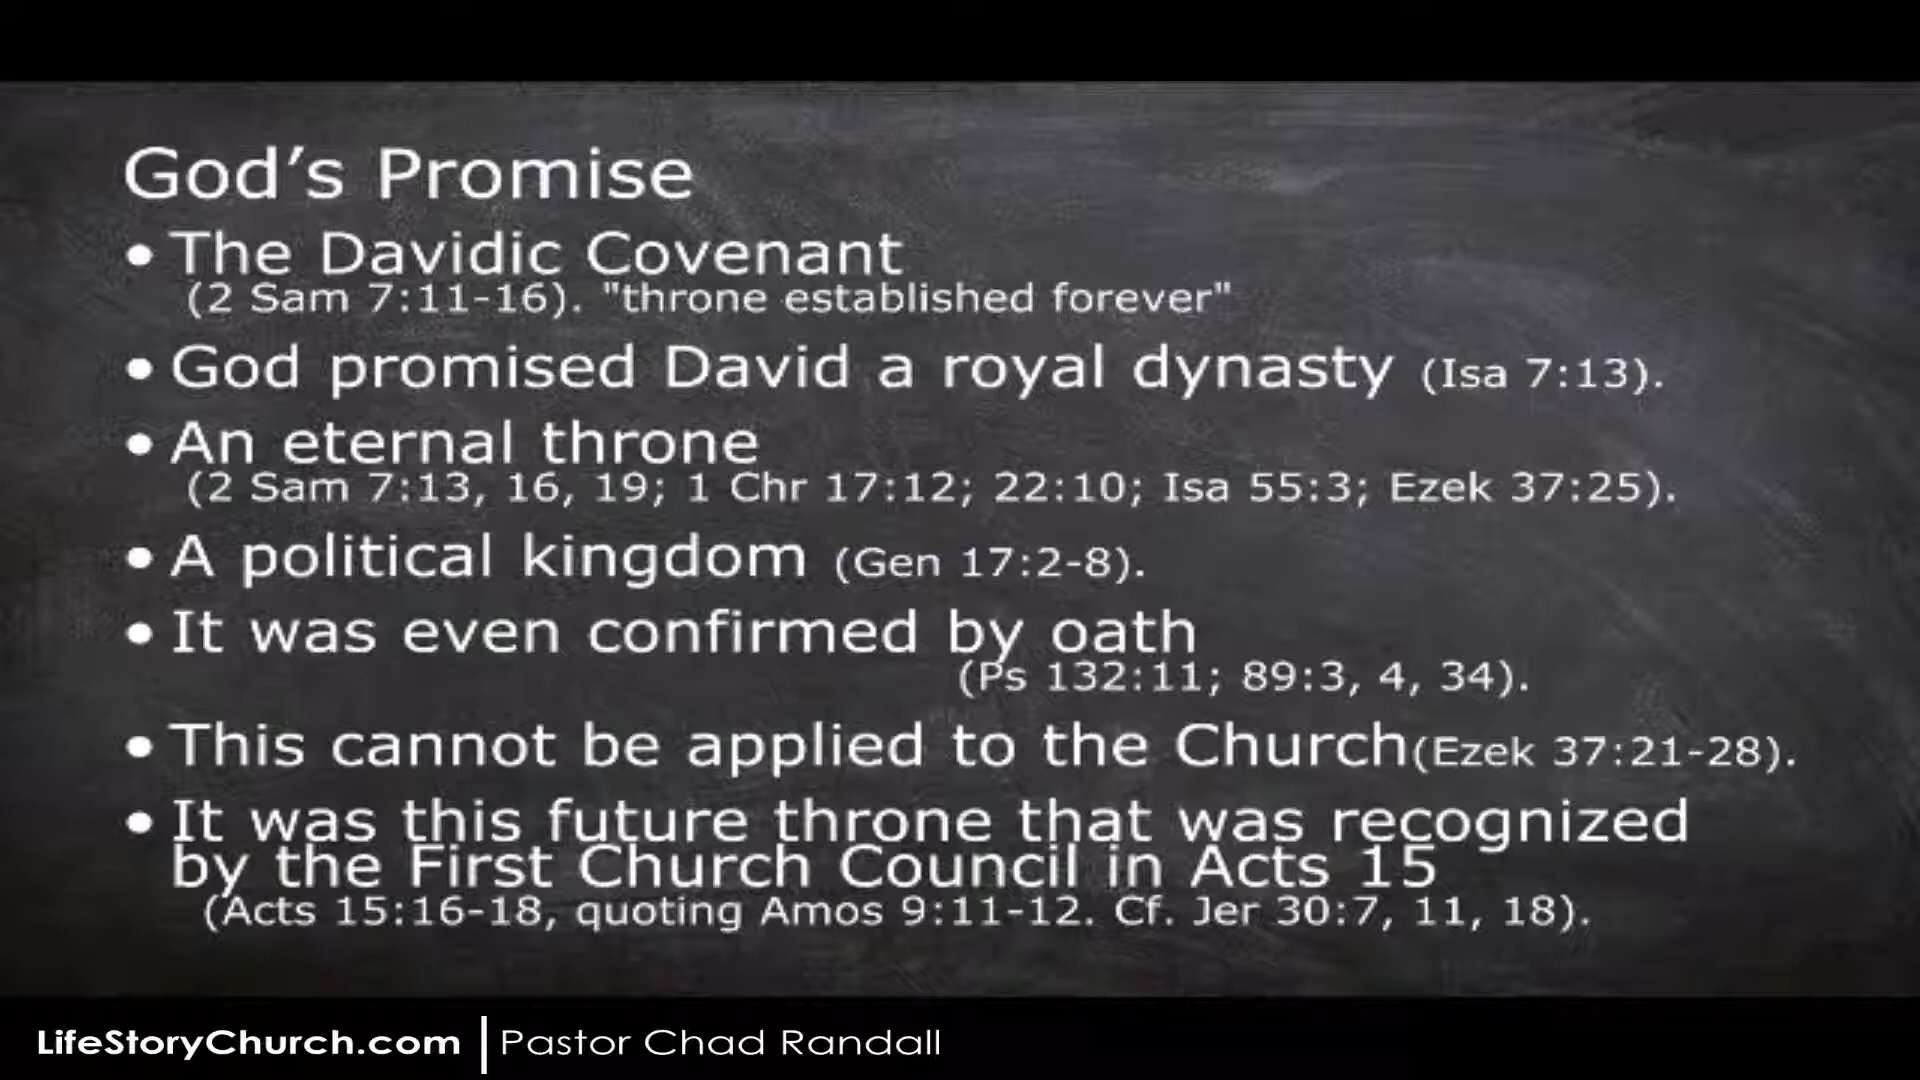 God’s Promise
• The Davidic Covenant
(2 Sam 7:11-16). "throne established forever"
• God promised David a royal dynasty (Isa 7:13).
• An eternal throne
(2 Sam 7:13, 16, 19; 1 Chr 17:12; 22:10; Isa 55:3; Ezek 37:25).
• A political kingdom (Gen 17:2-8).
• It was even confirmed by oath
(Ps 132:11; 89:3, 4, 34).
• This cannot be applied to the Church(Ezek 37:21-28).
• It was this future throne that was recognized
by the First Church Council in Acts 15
(Acts 15:16-18, quoting Amos 9:11-12. Cf. Jer 30:7, 11, 18).
LifeStoryChurch.com | Pastor Chad Randall